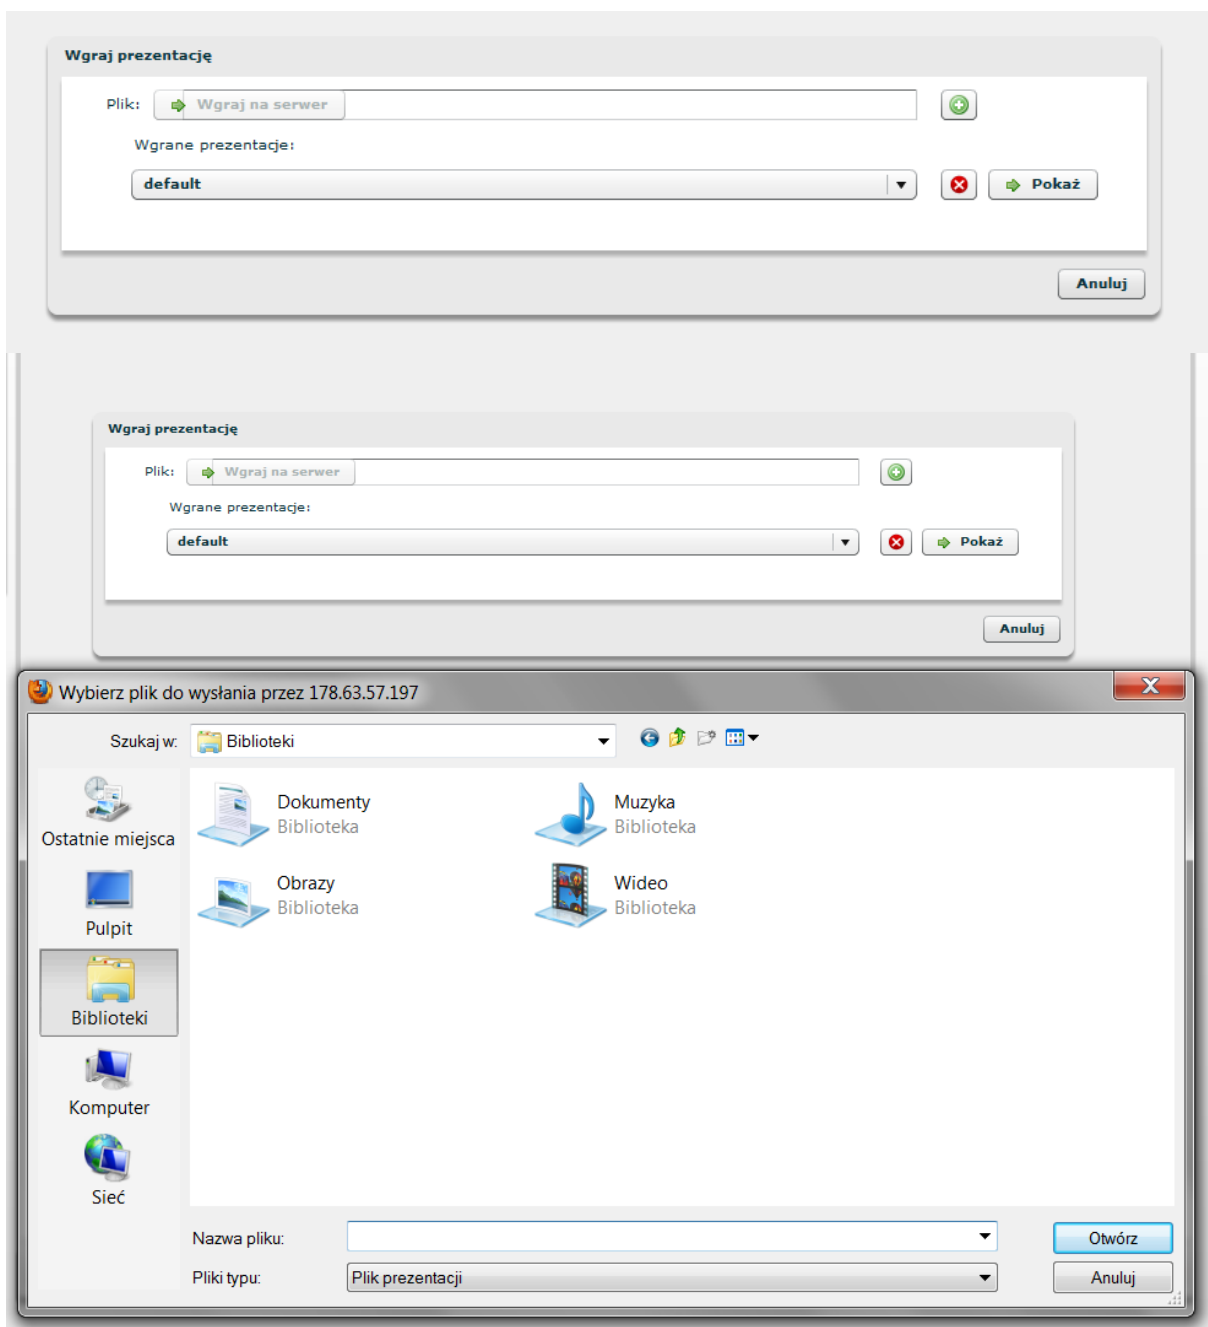 Wgraj prezentację
Plik: Wgraj na serwer
Wgrane prezentacje:
default Pokaż
Anuluj
Wgraj prezentację
Plik: Wgraj na serwer
Wgrane prezentacje:
default Pokaż
Anuluj
Wybierz plik do wysłania przez 178.63.57.197
Szukaj w: Biblioteki
Ostatnie miejsca
Pulpit
Biblioteki
Komputer
Sieć
Dokumenty
Biblioteka
Muzyka
Biblioteka
Obrazy
Biblioteka
Wideo
Biblioteka
Nazwa pliku: Otwórz
Pliki typu: Plik prezentacji Anuluj